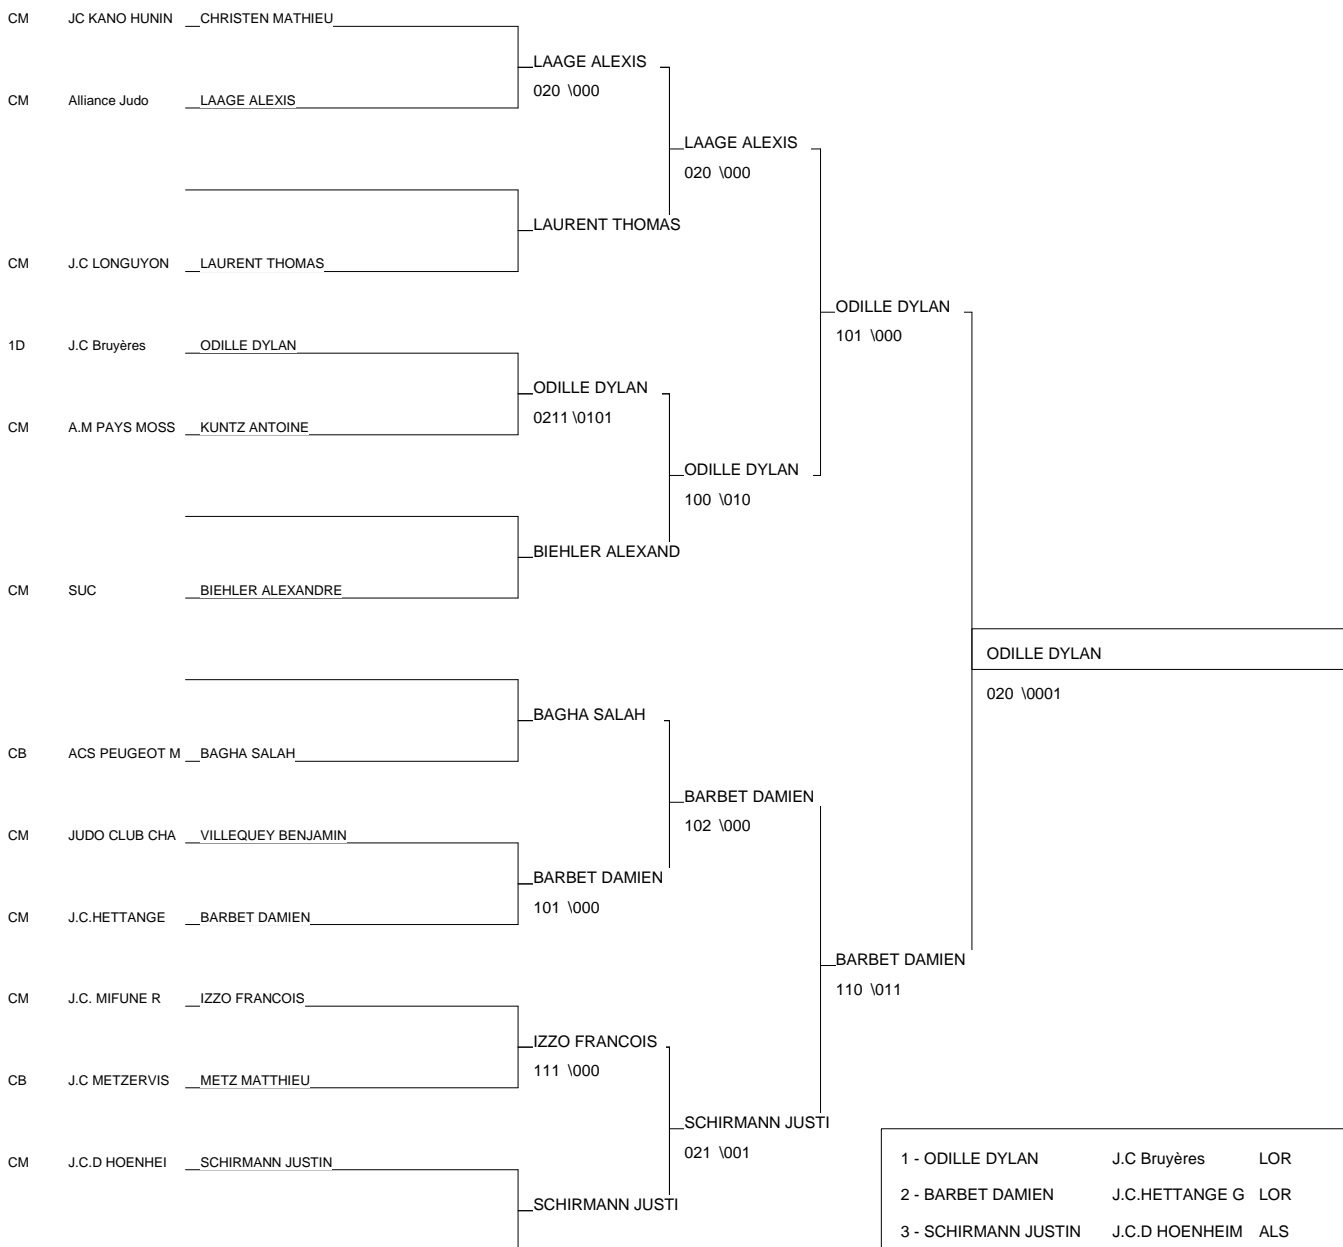 CM JC KANO HUNIN CHRISTEN MATHIEU
LAAGE ALEXIS
020 \000
CM Alliance Judo LAAGE ALEXIS
LAAGE ALEXIS
020 \000
LAURENT THOMAS
CM J.C LONGUYON LAURENT THOMAS
ODILLE DYLAN
101 \000
1D J.C Bruyères ODILLE DYLAN
ODILLE DYLAN
0211 \0101
CM A.M PAYS MOSS KUNTZ ANTOINE
ODILLE DYLAN
100 \010
BIEHLER ALEXAND
CM SUC BIEHLER ALEXANDRE
ODILLE DYLAN
020 \0001
BAGHA SALAH
CB ACS PEUGEOT M BAGHA SALAH
BARBET DAMIEN
102 \000
CM JUDO CLUB CHA VILLEQUEY BENJAMIN
BARBET DAMIEN
101 \000
CM J.C.HETTANGE BARBET DAMIEN
BARBET DAMIEN
110 \011
CM J.C. MIFUNE R IZZO FRANCOIS
IZZO FRANCOIS
111 \000
CB J.C METZERVIS METZ MATTHIEU
SCHIRMANN JUSTI
021 \001
CM J.C.D HOENHEI SCHIRMANN JUSTIN
SCHIRMANN JUSTI
1 - ODILLE DYLAN J.C Bruyères LOR
2 - BARBET DAMIEN J.C.HETTANGE G LOR
3 - SCHIRMANN JUSTIN J.C.D HOENHEIM ALS